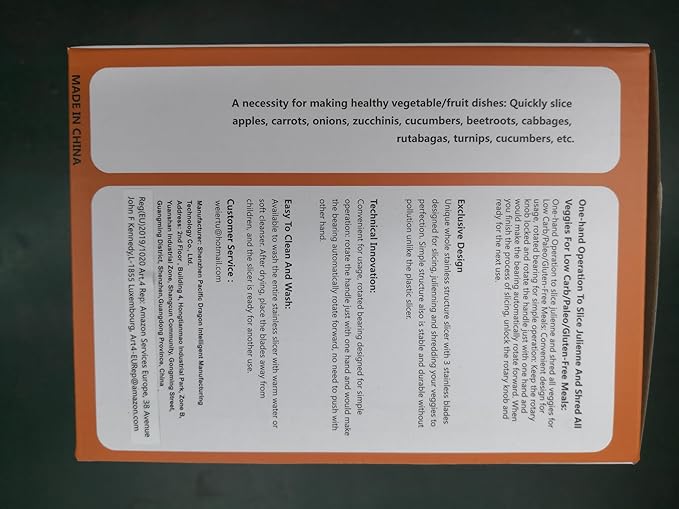 MADE IN CHINA
A necessity for making healthy vegetable/fruit dishes: Quickly slice
apples, carrots, onions, zucchinis, cucumbers, beetroots, cabbages,
rutabagas, turnips, cucumbers, etc.
One-hand Operation To Slice Julienne And Shred All
Veggies For Low Carb/Paleo/Gluten-Free Meals:
One-hand Operation to slice julienne and shred all veggies for
Low Carb/Paleo/Gluten-Free Meals: Convenient design for
usage, rotated bearing for simple operation: Keep the rotary
knob locked and rotate the handle just with one hand and
would make the bearing automatically rotate forward. When
you finish the process of slicing, unlock the rotary knob and
ready for the next use.
Exclusive Design
Unique whole stainless structure slicer with 3 stainless blades
designed for slicing, juliening and shredding your veggies to
perfection. Simple structure also is stable and durable without
pollution unlike the plastic slicer.
Technical Innovation:
Convenient for usage, rotated bearing designed for simple
operation: rotate the handle just with one hand and would make
the bearing automatically rotate forward, no need to push with
other hand.
Easy To Clean And Wash:
Available to wash the entire stainless slicer with warm water or
soft cleanser. After drying, place the blades away from
children, and the slicer is ready for another use.
Customer Service :
weiertu@hotmail.com
Manufacturer: Shenzhen Pacific Dragon Intelligent Manufacturing
Technology Co., Ltd.
Address: 2nd Floor , Building 4, Hongdianmao Industrial Park, Zone B,
Yuanshan Industrial Zone, Shangcun Community, Gongming Street,
Guangming District, Shenzhen,Guangdong Province, China .
Reg(EU)2019/1020 Art.4 Rep: Amazon Services Europe, 38 Avenue
John F Kennedy,L-1855 Luxembourg, Art4-EURep@amazon.com